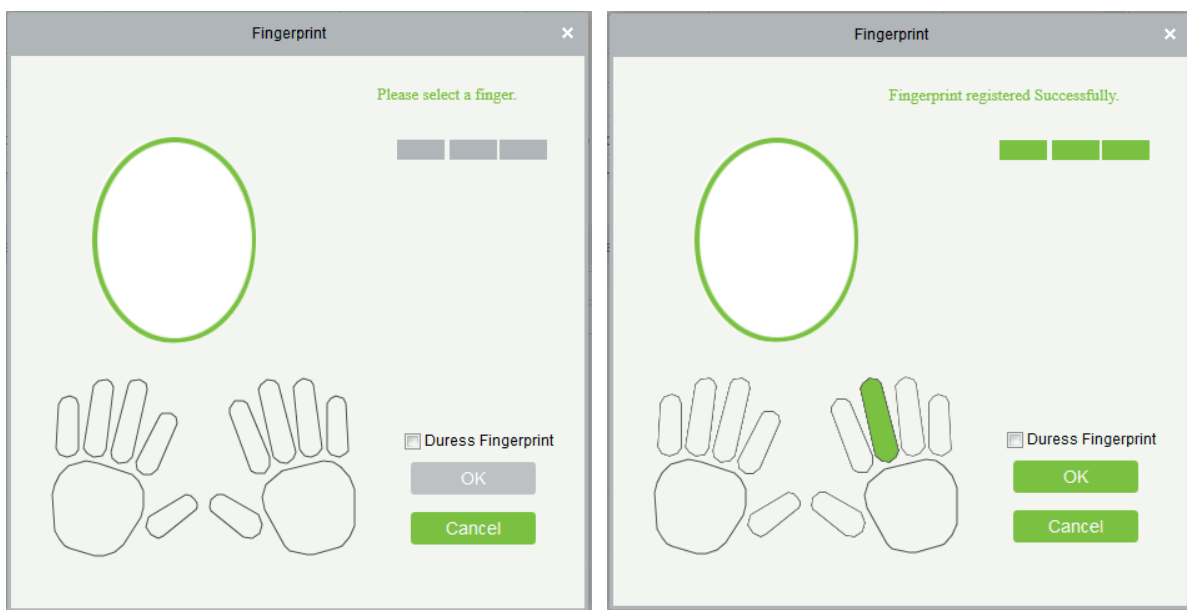 Fingerprint
Please select a finger.
Duress Fingerprint
OK
Cancel
Fingerprint
Fingerprint registered Successfully.
Duress Fingerprint
OK
Cancel